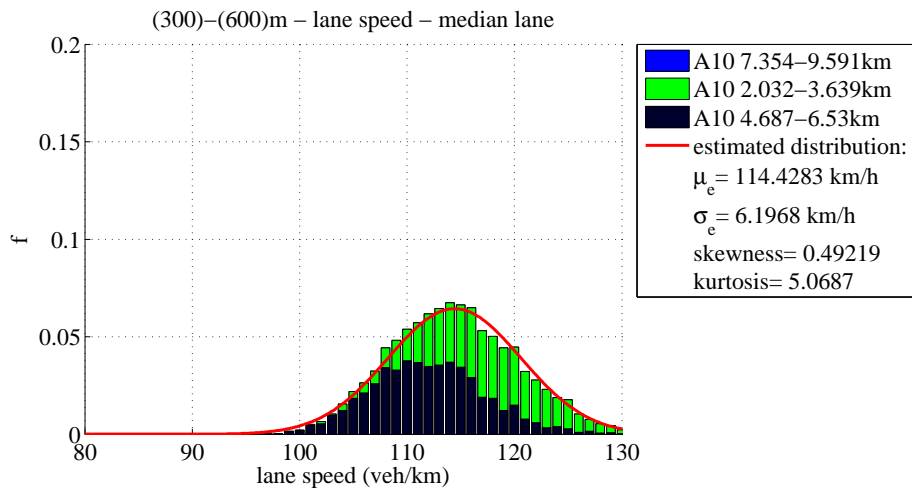 (300)−(600)m − lane speed − median lane
0.2
0.15
0.1
0.05
0
f
80
90
100
110
120
130
lane speed (veh/km)
A10 7.354−9.591km
A10 2.032−3.639km
A10 4.687−6.53km
estimated distribution:
μ_e= 114.4283 km/h
σ_e= 6.1968 km/h
skewness= 0.49219
kurtosis= 5.0687